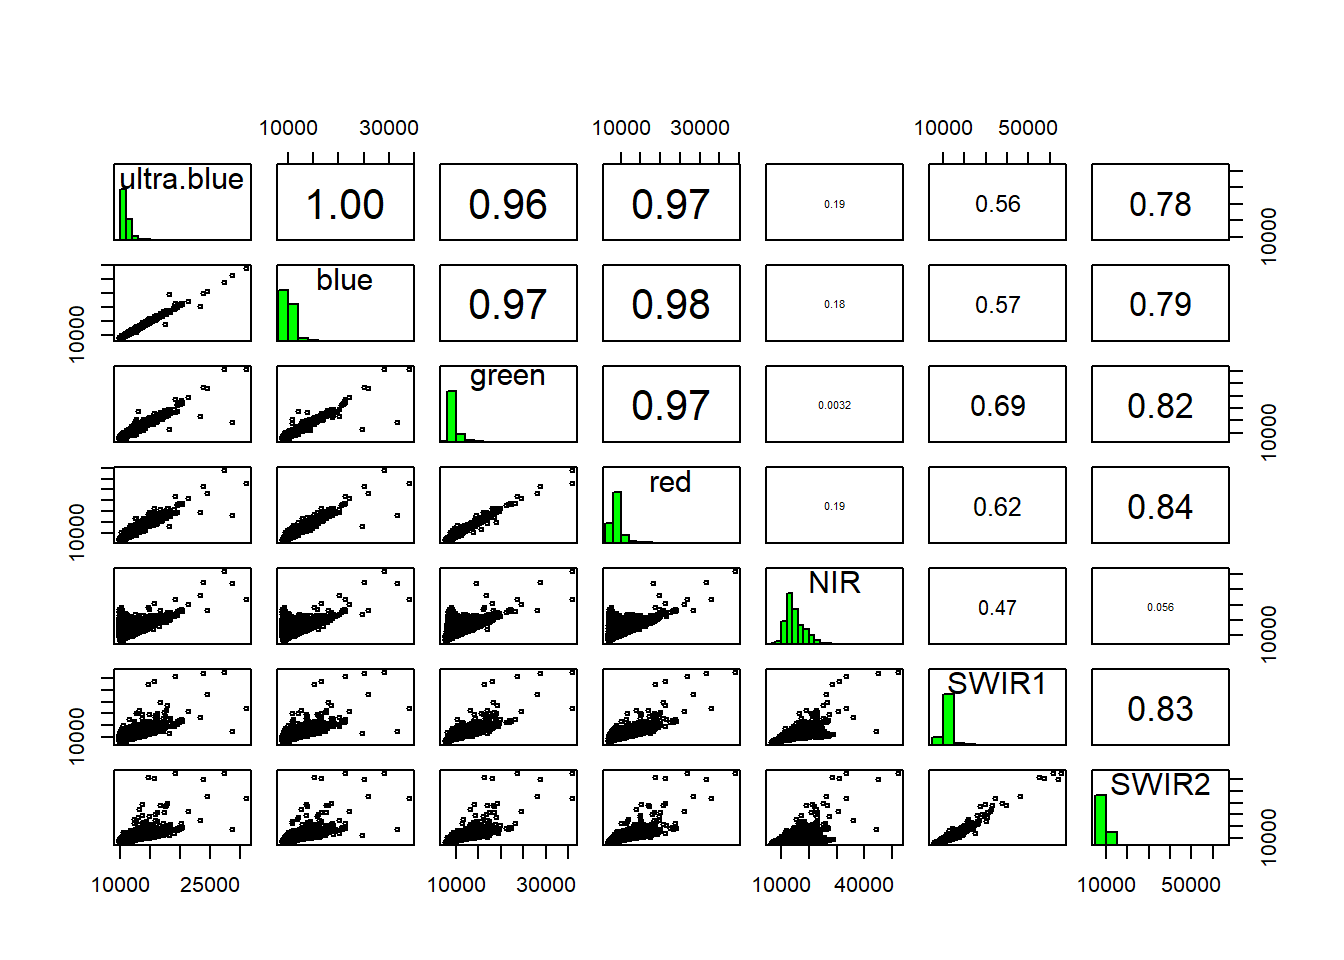 10000 30000 10000 30000 10000 50000
ultra.blue 1.00 0.96 0.97 0.19 0.56 0.78 10000
10000 blue 0.97 0.98 0.18 0.57 0.79
green 0.97 0.0032 0.69 0.82 10000
10000 red 0.19 0.62 0.84
NIR 0.47 0.056 10000
10000 SWIR1 0.83
SWIR2 10000
10000 25000 10000 30000 10000 40000 10000 50000